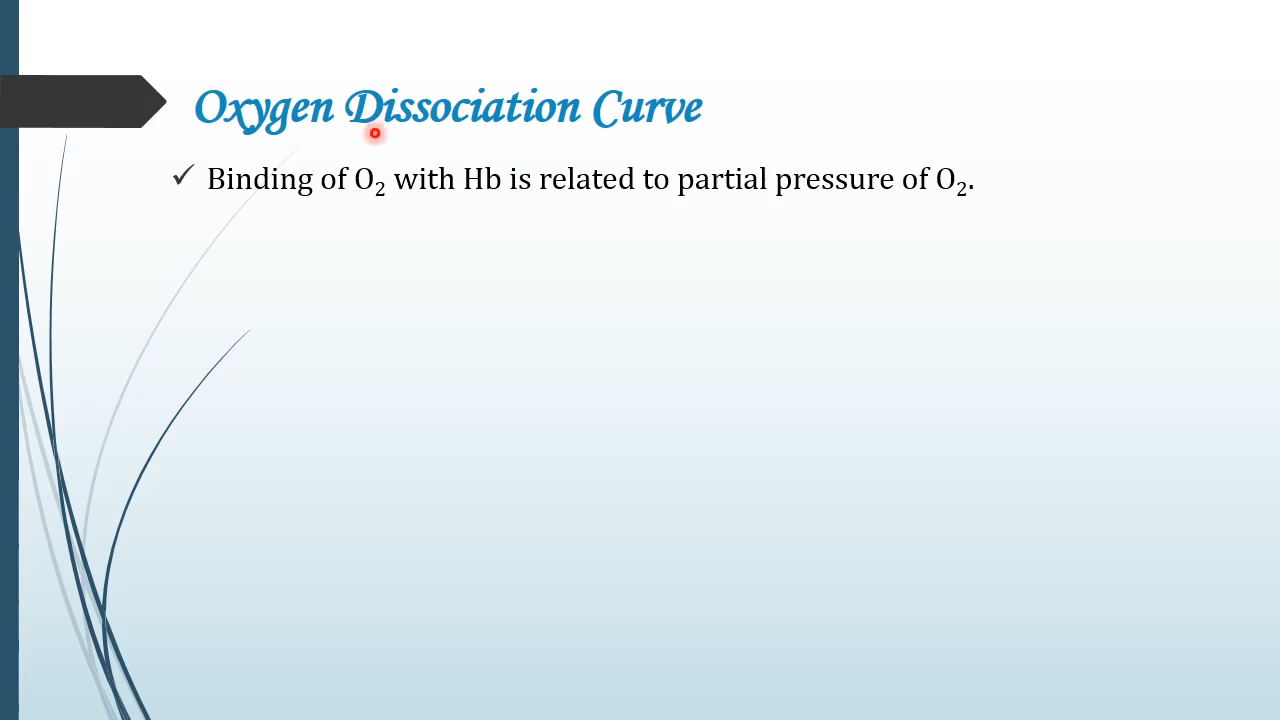 Oxygen Dissociation Curve
✓ Binding of O₂ with Hb is related to partial pressure of O₂.